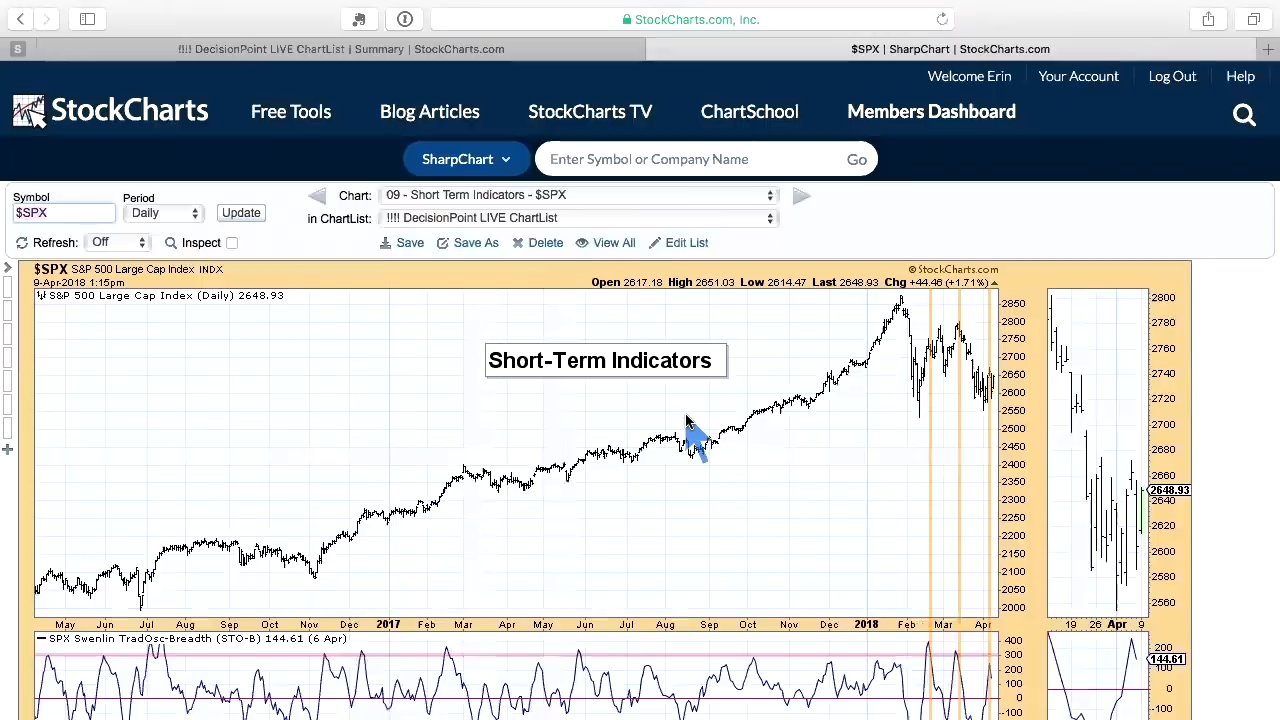 StockCharts.com, Inc.
S
!!!! DecisionPoint LIVE ChartList | Summary | StockCharts.com
$SPX | SharpChart | StockCharts.com
Welcome Erin
Your Account
Log Out
Help
StockCharts
Free Tools
Blog Articles
StockCharts TV
ChartSchool
Members Dashboard
SharpChart
Enter Symbol or Company Name
Go
Symbol
Period
Chart:
09 - Short Term Indicators - $SPX
$SPX
Daily
Update
in ChartList:
!!!! DecisionPoint LIVE ChartList
Refresh:
Off
Inspect
Save
Save As
Delete
View All
Edit List
$SPX S&P 500 Large Cap Index INDX
© StockCharts.com
9-Apr-2018 1:15pm
Open 2617.18 High 2651.03 Low 2614.47 Last 2648.93 Chg +44.46 (+1.71%)
S&P 500 Large Cap Index (Daily) 2648.93
Short-Term Indicators
2850
2800
2750
2700
2650
2600
2550
2500
2450
2400
2350
2300
2250
2200
2150
2100
2050
2000
2800
2780
2760
2740
2720
2700
2680
2660
2648.93
2640
2620
2600
2580
2560
May Jun Jul Aug Sep Oct Nov Dec 2017 Feb Mar Apr May Jun Jul Aug Sep Oct Nov Dec 2018 Feb Mar Apr
19 26 Apr 9
SPX Swenlin TradOsc-Breadth (STO-B) 144.61 (6 Apr)
400
300
200
100
0
-100
200
144.61
100
0
-100